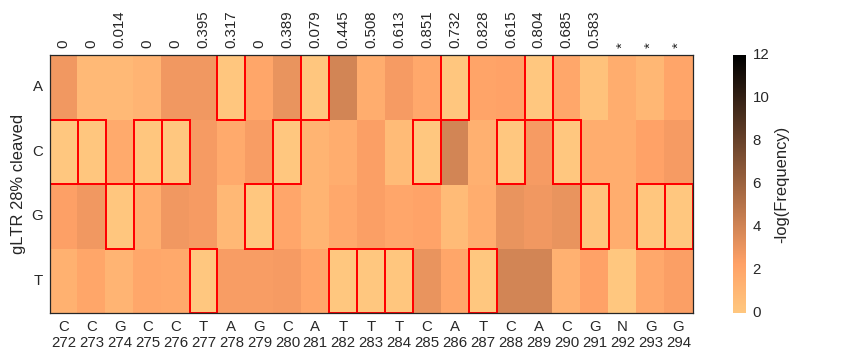 0 0 0.014 0 0 0.395 0.317 0 0.389 0.079 0.445 0.508 0.613 0.851 0.732 0.828 0.615 0.804 0.685 0.583 * * *
gLTR 28% cleaved
A
C
G
T
C C G C C T A G C A T T T C A T C A C G N G G
272 273 274 275 276 277 278 279 280 281 282 283 284 285 286 287 288 289 290 291 292 293 294
12
10
8
6
4
2
0
-log(Frequency)